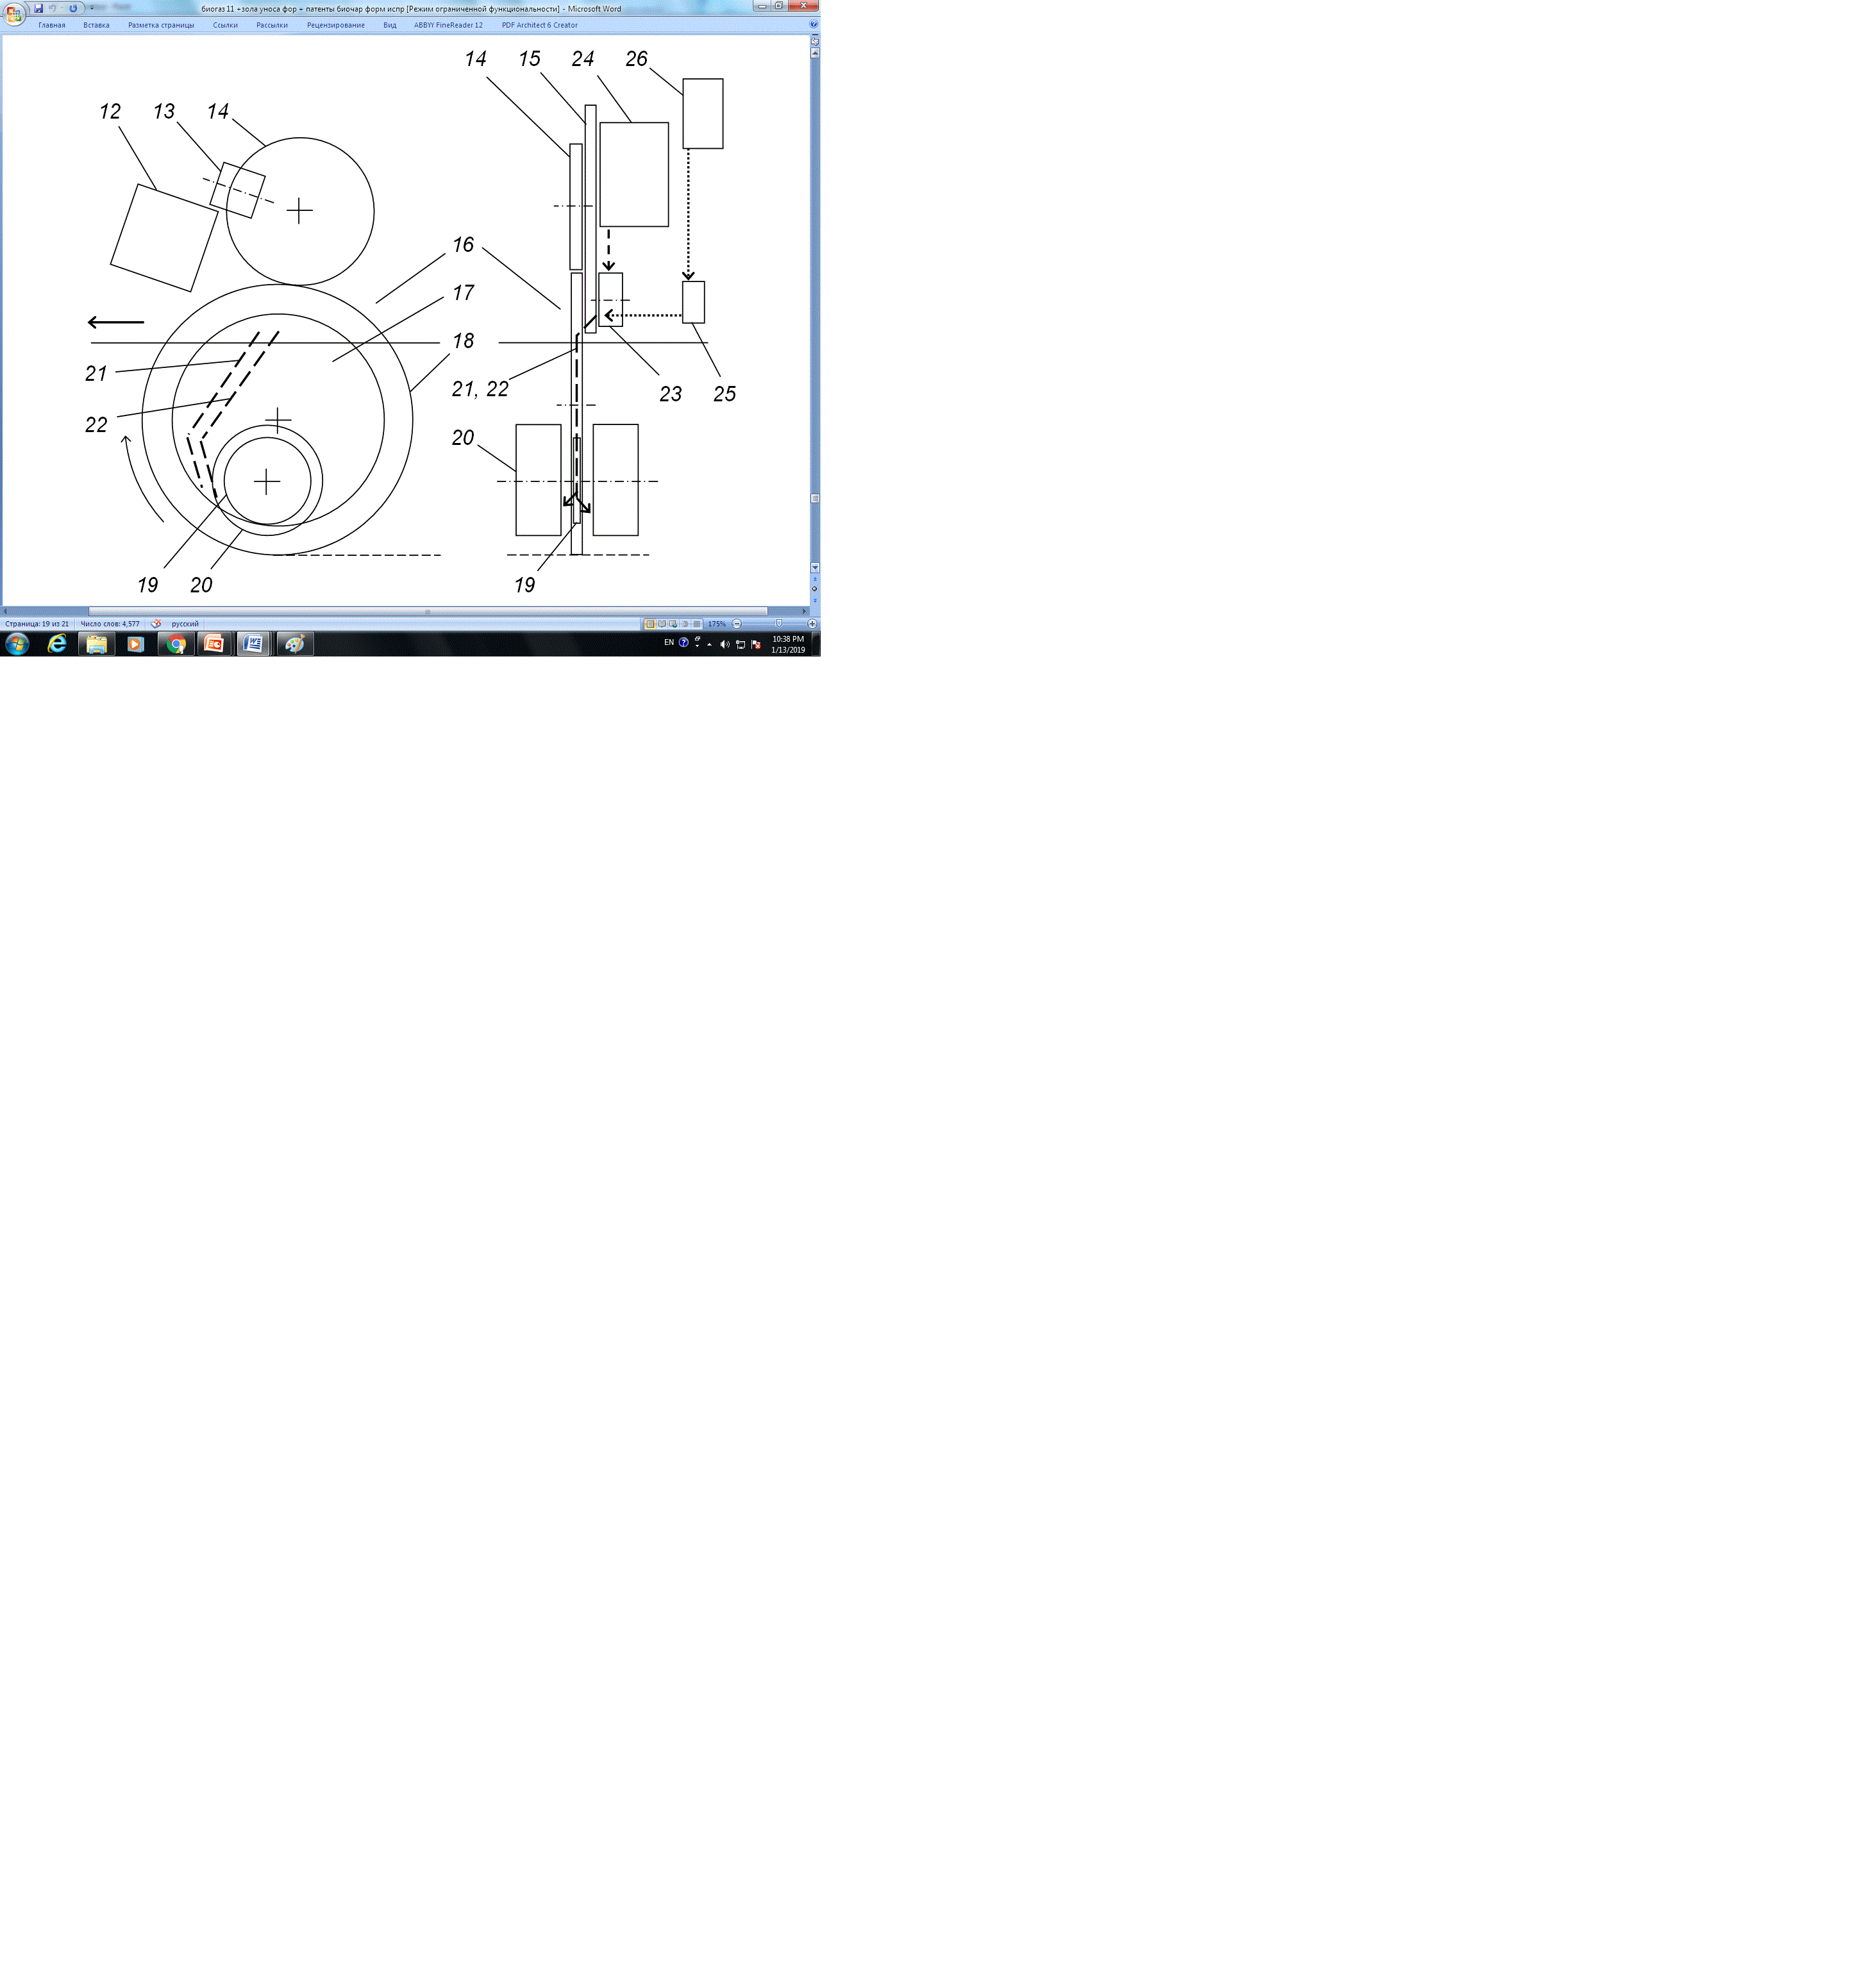 биогаз 11 +зола уноса фор + патенты биочар форм испр [Режим ограниченной функциональности] - Microsoft Word
Главная Вставка Разметка страницы Ссылки Рассылки Рецензирование Вид ABBYY FineReader 12 PDF Architect 6 Creator
14 15 24 26
12 13 14
16
17
18
21
21, 22 23 25
22
20
19 20 19
Страница: 19 из 21 Число слов: 4,577 русский 175%
EN 10:38 PM
1/13/2019